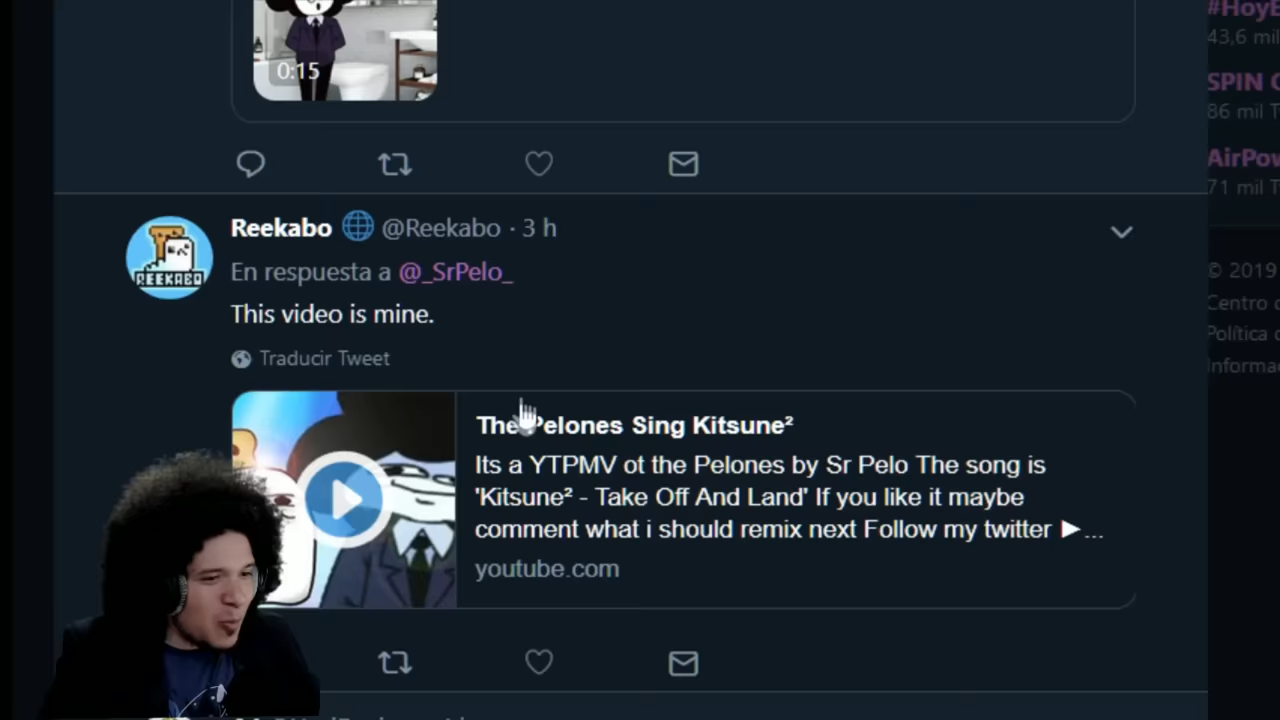 0:15
#HoyE
43,6 mil
SPIN
86 mil T
AirPow
71 mil T
Reekabo @Reekabo · 3 h
En respuesta a @_SrPelo_
This video is mine.
Traducir Tweet
REEKABO
The Pelones Sing Kitsune²
Its a YTPMV ot the Pelones by Sr Pelo The song is
'Kitsune² - Take Off And Land' If you like it maybe
comment what i should remix next Follow my twitter ►...
youtube.com
© 2019
Centro
Política
Informa